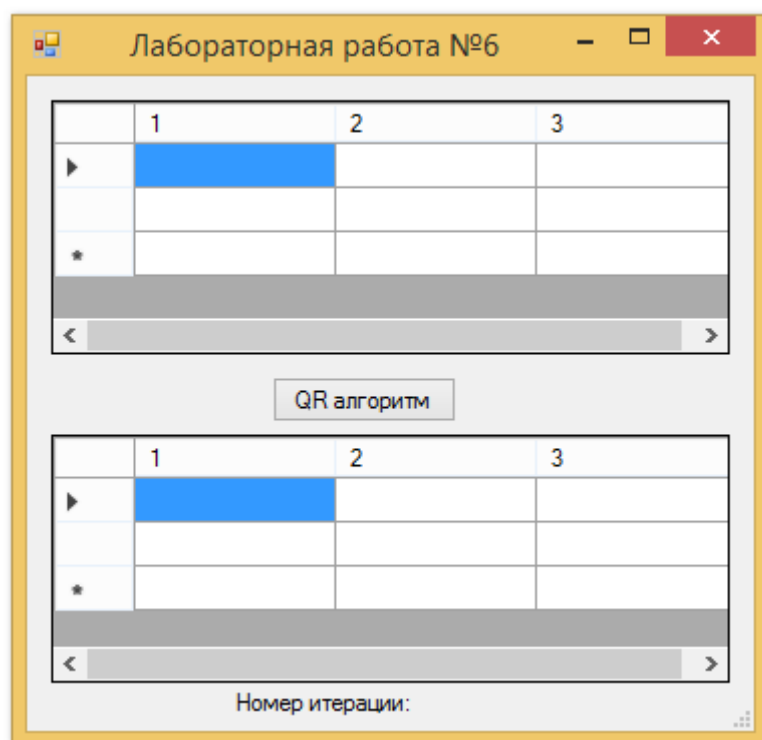 Лабораторная работа №6
1 2 3
QR алгоритм
1 2 3
Номер итерации: